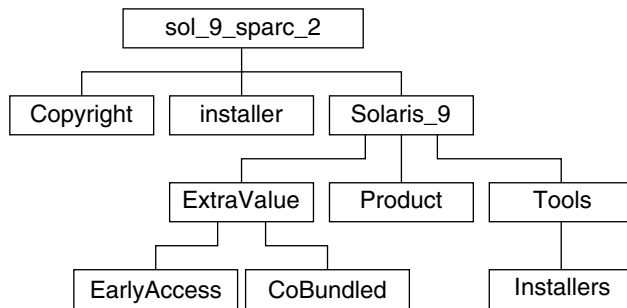 sol_9_sparc_2
Copyright
installer
Solaris_9
ExtraValue
Product
Tools
EarlyAccess
CoBundled
Installers